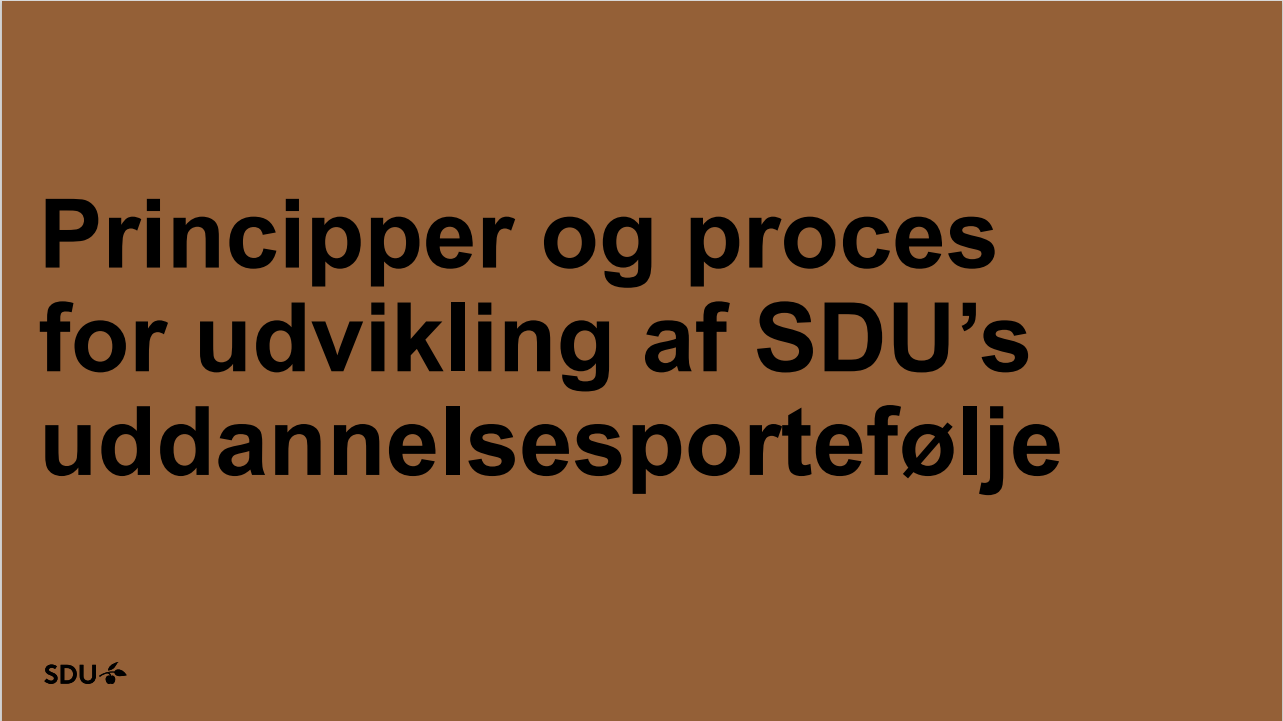 Principper og proces
for udvikling af SDU’s
uddannelsesportefølje
SDU